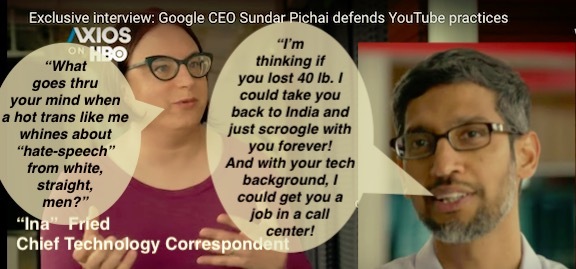 Exclusive interview: Google CEO Sundar Pichai defends YouTube practices
AXIOS
ON HBO
“What
goes thru
your mind when
a hot trans like me
whines about
“hate-speech”
from white,
straight,
men?”
“I’m
thinking if
you lost 40 lb. I
could take you
back to India and
just scroogle with
you forever!
And with your tech
background, I
could get you a
job in a call
center!
“Ina” Fried
Chief Technology Correspondent